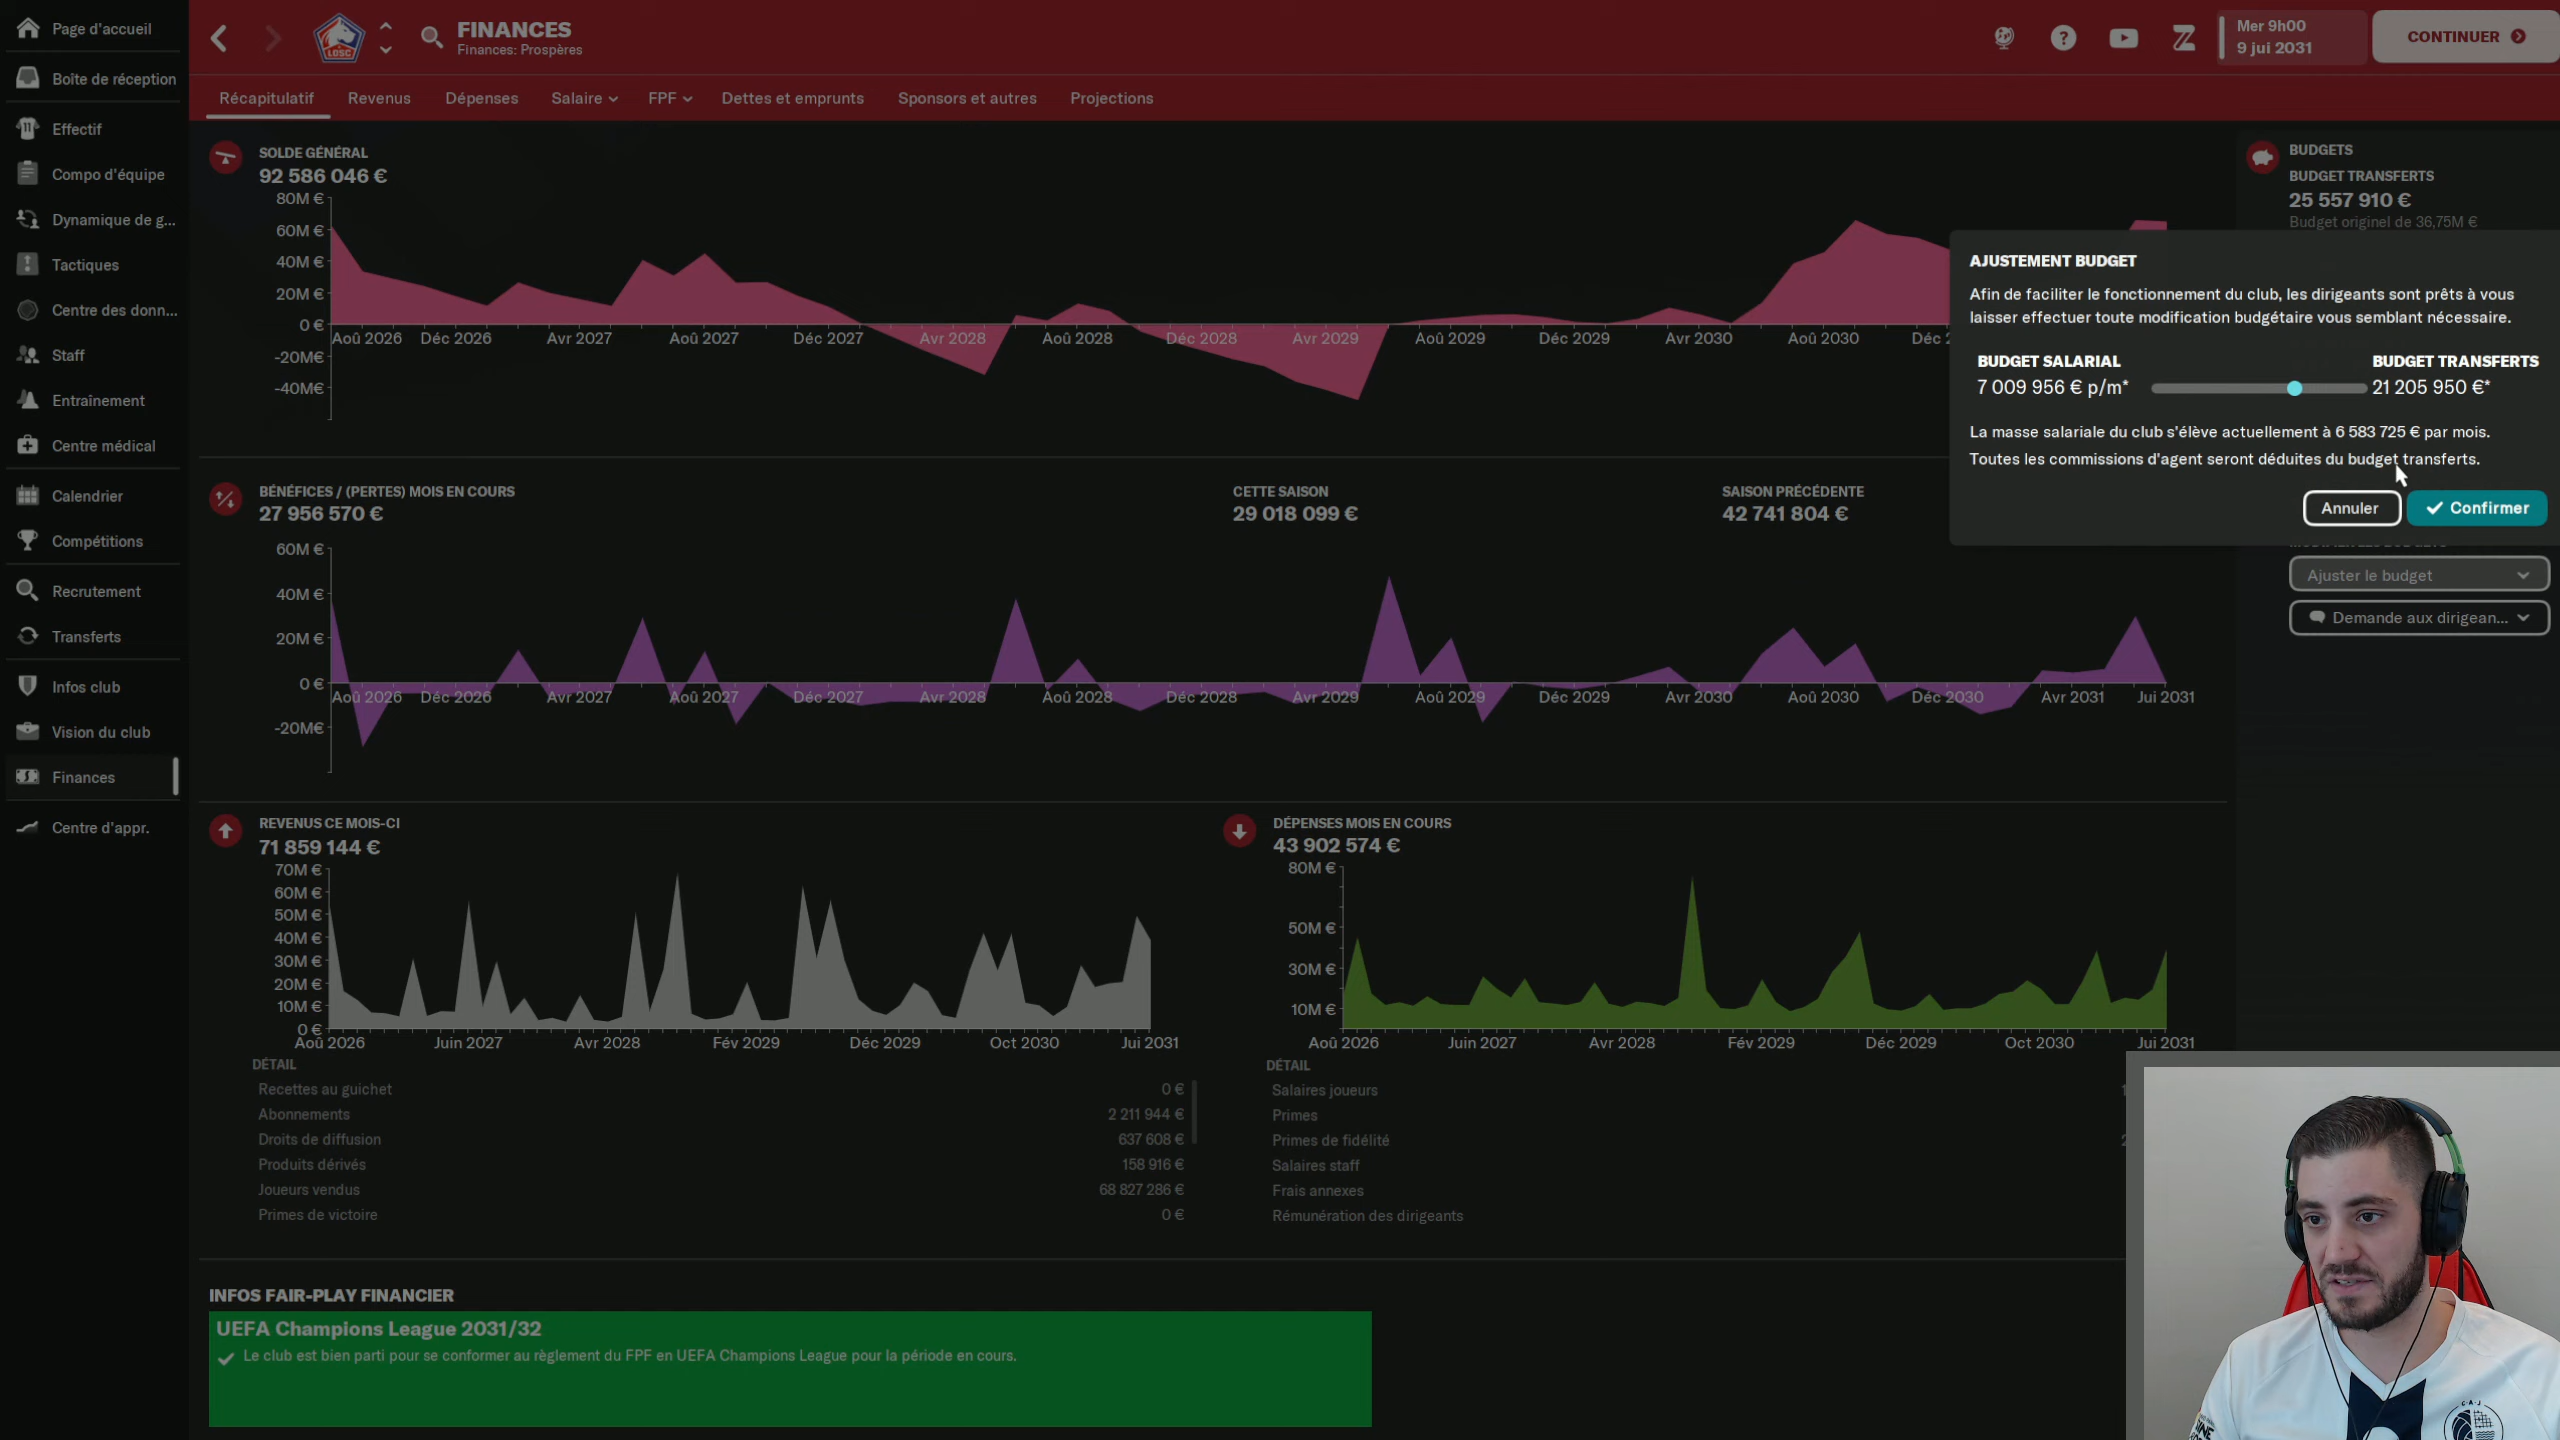 Page d'accueil
Boîte de réception
Effectif
Compo d'équipe
Dynamique de g...
Tactiques
Centre des donn...
Staff
Entraînement
Centre médical
Calendrier
Compétitions
Recrutement
Transferts
Infos club
Vision du club
Finances
Centre d'appr.
LOSC
FINANCES
Finances: Prospères
Mer 9h00
9 jui 2031
CONTINUER
Récapitulatif Revenus Dépenses Salaire FPF Dettes et emprunts Sponsors et autres Projections
SOLDE GÉNÉRAL
92 586 046 €
80M €
60M €
40M €
20M €
0 €
-20M€
-40M€
Aoû 2026 Déc 2026 Avr 2027 Aoû 2027 Déc 2027 Avr 2028 Aoû 2028 Déc 2028 Avr 2029 Aoû 2029 Déc 2029 Avr 2030 Aoû 2030 Déc 2
BUDGETS
BUDGET TRANSFERTS
25 557 910 €
Budget originel de 36,75M €
AJUSTEMENT BUDGET
Afin de faciliter le fonctionnement du club, les dirigeants sont prêts à vous
laisser effectuer toute modification budgétaire vous semblant nécessaire.
BUDGET SALARIAL BUDGET TRANSFERTS
7 009 956 € p/m* 21 205 950 €*
La masse salariale du club s'élève actuellement à 6 583 725 € par mois.
Toutes les commissions d'agent seront déduites du budget transferts.
Annuler Confirmer
Ajuster le budget
Demande aux dirigean...
BÉNÉFICES / (PERTES) MOIS EN COURS CETTE SAISON SAISON PRÉCÉDENTE
27 956 570 € 29 018 099 € 42 741 804 €
60M €
40M €
20M €
0 €
-20M€
Aoû 2026 Déc 2026 Avr 2027 Aoû 2027 Déc 2027 Avr 2028 Aoû 2028 Déc 2028 Avr 2029 Aoû 2029 Déc 2029 Avr 2030 Aoû 2030 Déc 2030 Avr 2031 Jui 2031
REVENUS CE MOIS-CI
71 859 144 €
70M €
60M €
50M €
40M €
30M €
20M €
10M €
0 €
Aoû 2026 Juin 2027 Avr 2028 Fév 2029 Déc 2029 Oct 2030 Jui 2031
DÉTAIL
Recettes au guichet 0 €
Abonnements 2 211 944 €
Droits de diffusion 637 608 €
Produits dérivés 158 916 €
Joueurs vendus 68 827 286 €
Primes de victoire 0 €
DÉPENSES MOIS EN COURS
43 902 574 €
80M €
50M €
30M €
10M €
Aoû 2026 Juin 2027 Avr 2028 Fév 2029 Déc 2029 Oct 2030 Jui 2031
DÉTAIL
Salaires joueurs
Primes
Primes de fidélité
Salaires staff
Frais annexes
Rémunération des dirigeants
INFOS FAIR-PLAY FINANCIER
UEFA Champions League 2031/32
Le club est bien parti pour se conformer au règlement du FPF en UEFA Champions League pour la période en cours.